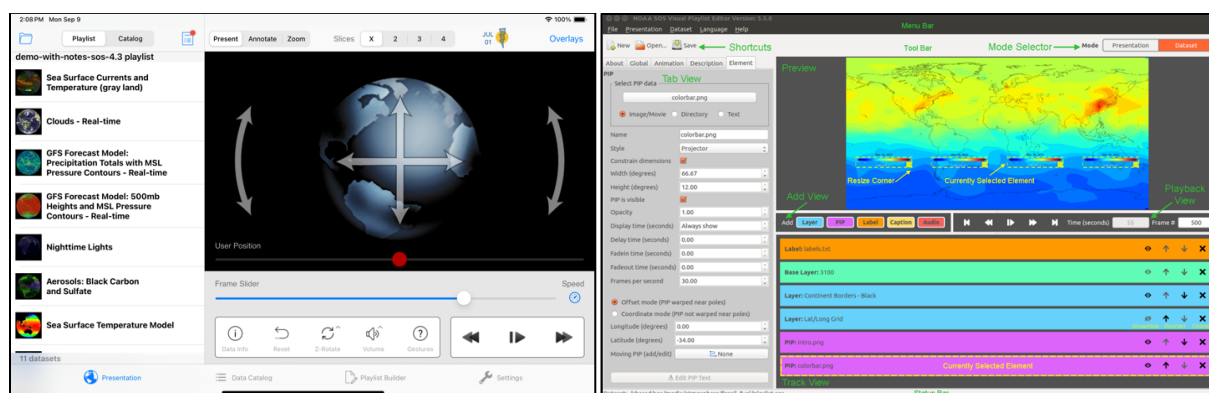 2:08 PM Mon Sep 9
100%
Playlist
Catalog
Present
Annotate
Zoom
Slices
X
2
3
4
JUL
01
Overlays
demo-with-notes-sos-4.3 playlist
Sea Surface Currents and
Temperature (gray land)
Clouds - Real-time
GFS Forecast Model:
Precipitation Totals with MSL
Pressure Contours - Real-time
GFS Forecast Model: 500mb
Heights and MSL Pressure
Contours - Real-time
Nighttime Lights
Aerosols: Black Carbon
and Sulfate
Sea Surface Temperature Model
11 datasets
User Position
Frame Slider
Speed
Data Info
Reset
Z-Rotate
Volume
Gestures
Presentation
Data Catalog
Playlist Builder
Settings
NOAA SOS Visual Playlist Editor Version: 5.5.0
File Presentation Dataset Language Help
Menu Bar
New
Open...
Save
Shortcuts
Tool Bar
Mode Selector
Mode
Presentation
Dataset
About
Global
Animation
Description
Element
PIP
Select PIP data
Tab View
colorbar.png
Image/Movie
Directory
Text
Name
colorbar.png
Style
Projector
Constrain dimensions
Width (degrees)
66.67
Height (degrees)
12.00
PIP is visible
Opacity
1.00
Display time (seconds)
Always show
Delay time (seconds)
0.00
Fadein time (seconds)
0.00
Fadeout time (seconds)
0.00
Frames per second
30.00
Offset mode (PIP warped near poles)
Coordinate mode (PIP not warped near poles)
Longitude (degrees)
0.00
Latitude (degrees)
-34.00
Moving PIP (add/edit)
None
Edit PIP Text
Preview
Resize Corner
Currently Selected Element
Add View
Playback
View
Add
Layer
PIP
Label
Caption
Audio
Time (seconds)
55
Frame #
500
Label: labels.txt
Base Layer: 3100
Layer: Continent Borders - Black
Layer: Lat/Long Grid
PIP: intro.png
PIP: colorbar.png
Currently Selected Element
Track View
Status Bar